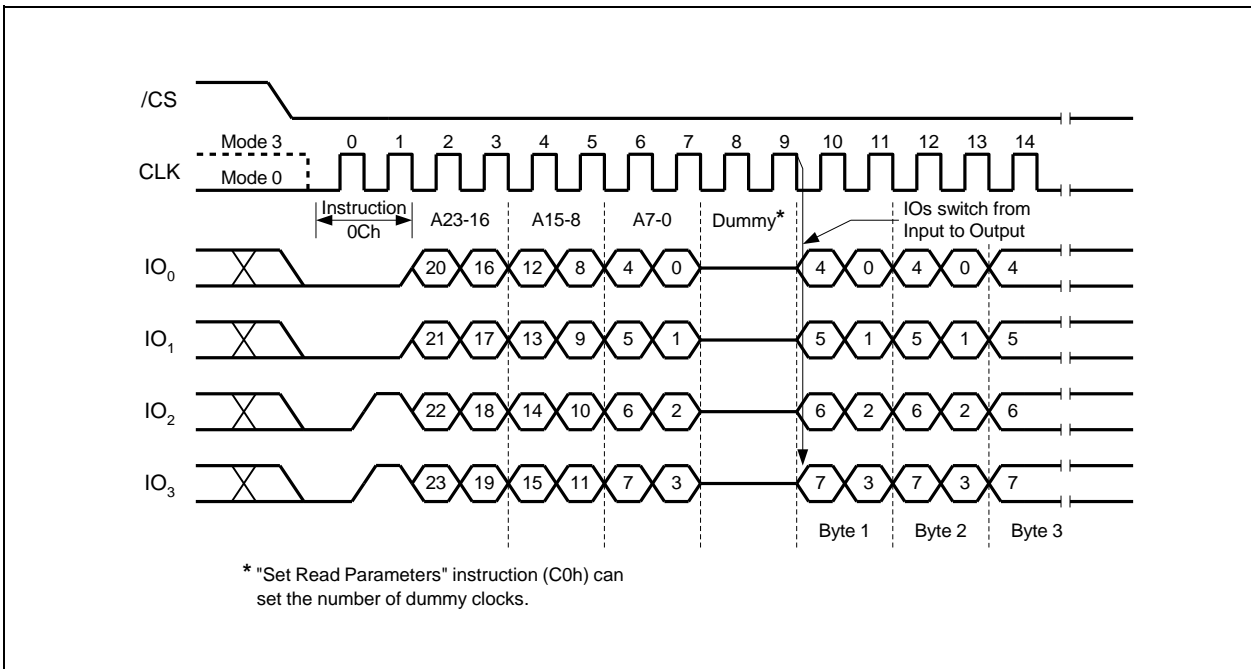 /CS
Mode 3 0 1 2 3 4 5 6 7 8 9 10 11 12 13 14
CLK
Mode 0
Instruction
0Ch
A23-16 A15-8 A7-0 Dummy*
IOs switch from
Input to Output
IO0 20 16 12 8 4 0 4 0 4 0 4
IO1 21 17 13 9 5 1 5 1 5 1 5
IO2 22 18 14 10 6 2 6 2 6 2 6
IO3 23 19 15 11 7 3 7 3 7 3 7
Byte 1 Byte 2 Byte 3
* "Set Read Parameters" instruction (C0h) can
set the number of dummy clocks.